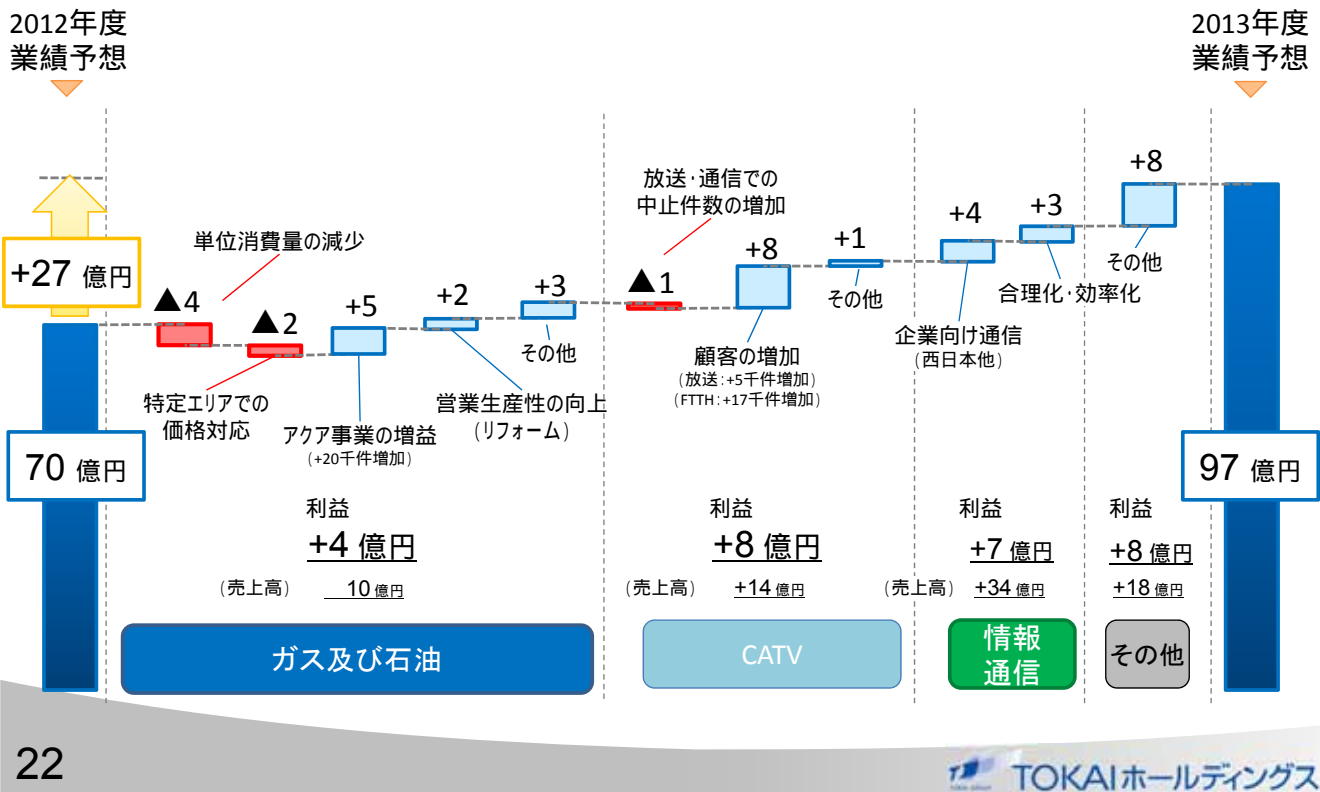 2012年度
業績予想
2013年度
業績予想
+27 億円
70 億円
▲4
単位消費量の減少
▲2
特定エリアでの
価格対応
+5
アクア事業の増益
(+20千件増加)
+2
営業生産性の向上
(リフォーム)
+3
その他
放送・通信での
中止件数の増加
▲1
+8
顧客の増加
(放送:+5千件増加)
(FTTH:+17千件増加)
+1
その他
+4
企業向け通信
(西日本他)
+3
合理化・効率化
+8
その他
97 億円
利益
+4 億円
(売上高) 10 億円
利益
+8 億円
(売上高) +14 億円
利益
+7 億円
(売上高) +34 億円
利益
+8 億円
+18 億円
ガス及び石油
CATV
情報
通信
その他
22
TOKAIホールディングス